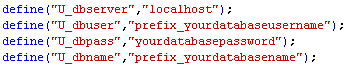 define("U_dbserver","localhost");
define("U_dbuser","prefix_yourdatabaseusername");
define("U_dbpass","yourdatabasepassword");
define("U_dbname","prefix_yourdatabasename");